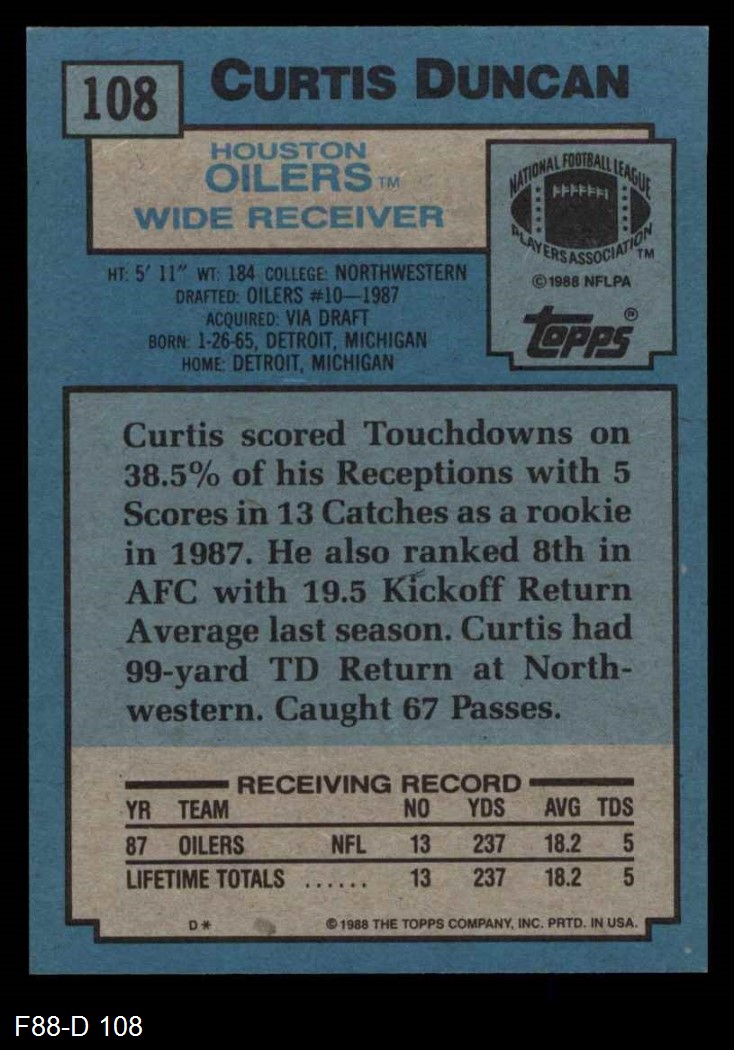 108
CURTIS DUNCAN
HOUSTON
OILERS TM
WIDE RECEIVER
NATIONAL FOOTBALL LEAGUE
PLAYERS ASSOCIATION TM
© 1988 NFLPA
topps ®
HT: 5' 11" WT: 184 COLLEGE: NORTHWESTERN
DRAFTED: OILERS #10—1987
ACQUIRED: VIA DRAFT
BORN: 1-26-65, DETROIT, MICHIGAN
HOME: DETROIT, MICHIGAN
Curtis scored Touchdowns on
38.5% of his Receptions with 5
Scores in 13 Catches as a rookie
in 1987. He also ranked 8th in
AFC with 19.5 Kickoff Return
Average last season. Curtis had
99-yard TD Return at North-
western. Caught 67 Passes.
RECEIVING RECORD
YR TEAM NO YDS AVG TDS
87 OILERS NFL 13 237 18.2 5
LIFETIME TOTALS ...... 13 237 18.2 5
D* © 1988 THE TOPPS COMPANY, INC. PRTD. IN USA.
F88-D 108